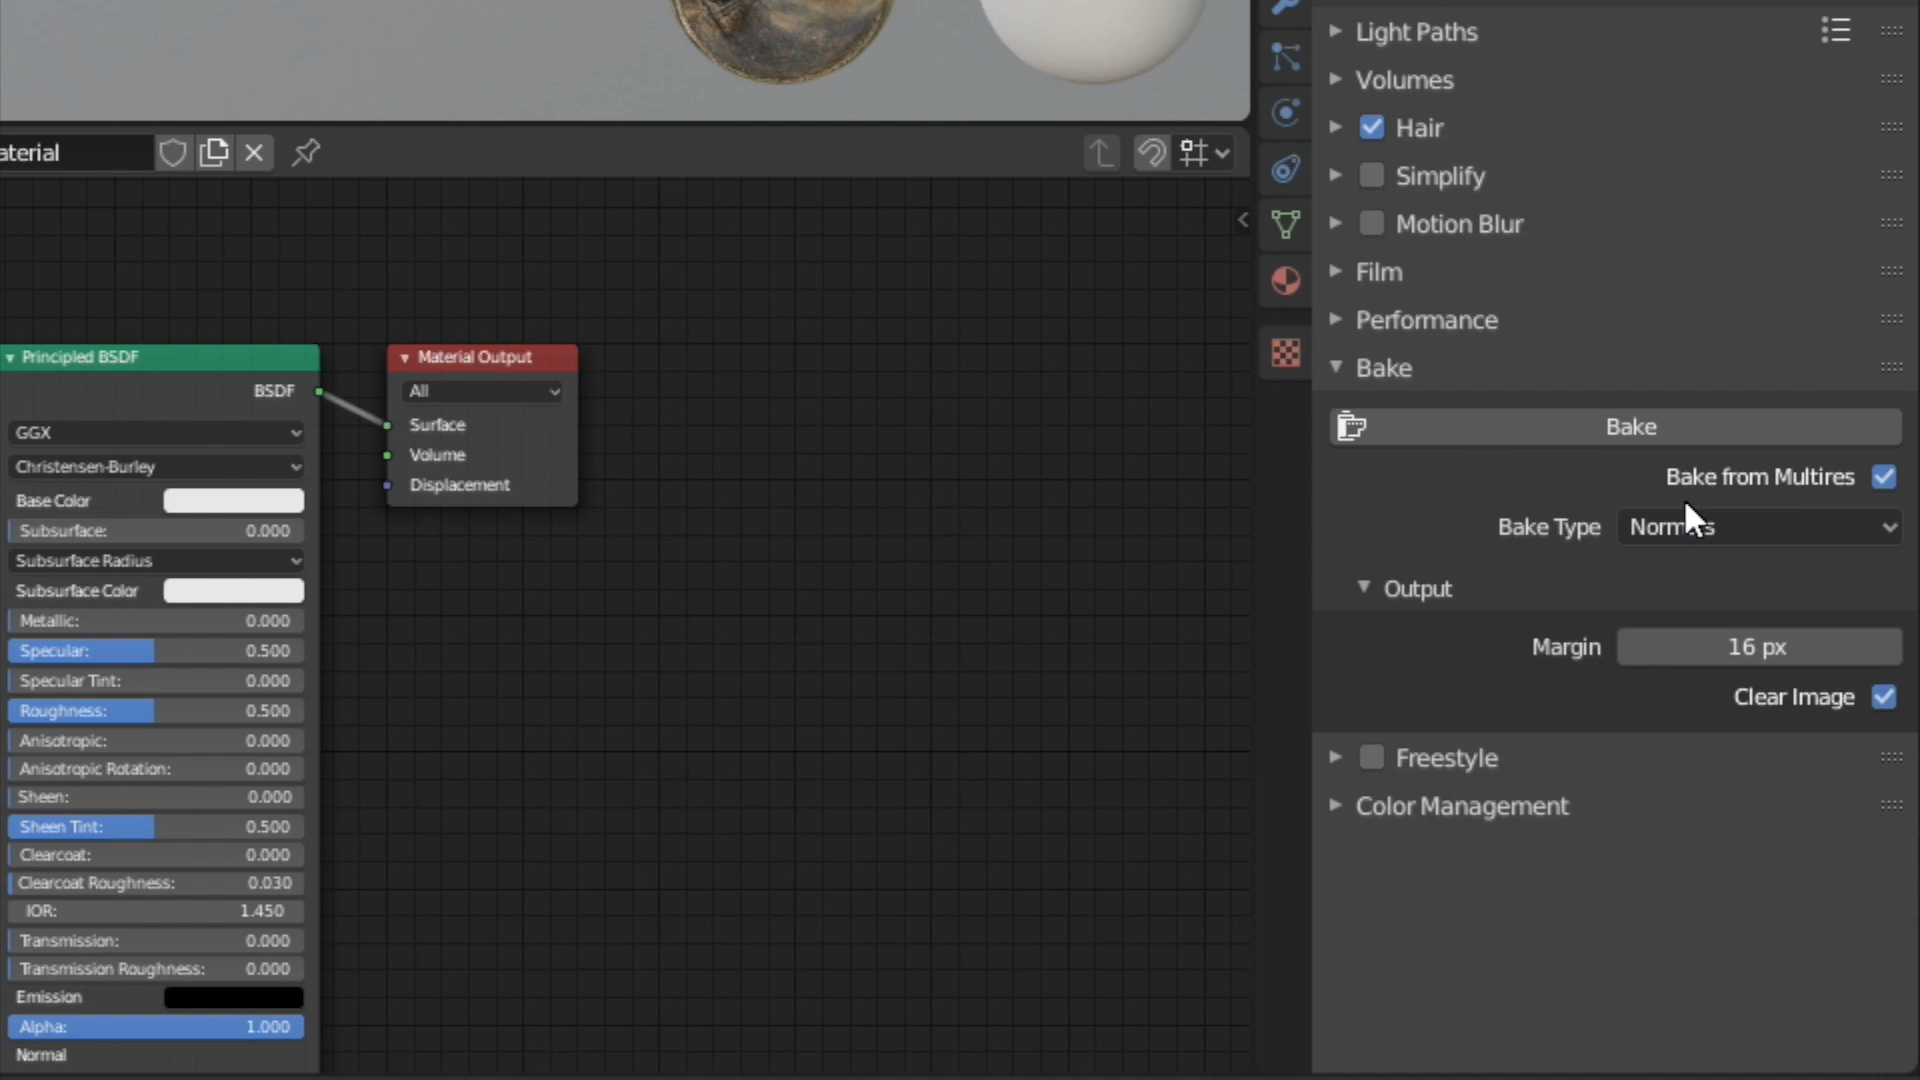 aterial
Principled BSDF
BSDF
GGX
Christensen-Burley
Base Color
Subsurface: 0.000
Subsurface Radius
Subsurface Color
Metallic: 0.000
Specular: 0.500
Specular Tint: 0.000
Roughness: 0.500
Anisotropic: 0.000
Anisotropic Rotation: 0.000
Sheen: 0.000
Sheen Tint: 0.500
Clearcoat: 0.000
Clearcoat Roughness: 0.030
IOR: 1.450
Transmission: 0.000
Transmission Roughness: 0.000
Emission
Alpha: 1.000
Normal
Material Output
All
Surface
Volume
Displacement
Light Paths
Volumes
Hair
Simplify
Motion Blur
Film
Performance
Bake
Bake
Bake from Multires
Bake Type Normals
Output
Margin 16 px
Clear Image
Freestyle
Color Management